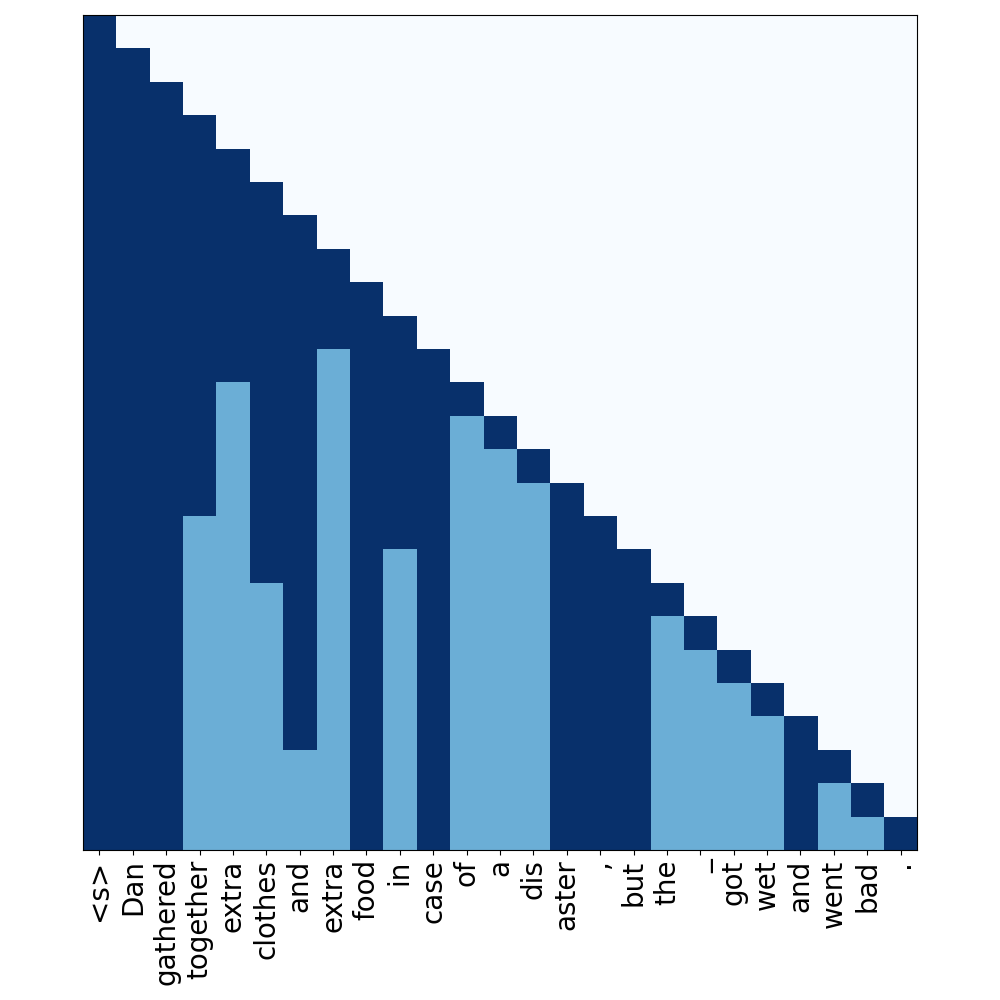 <s>
Dan
gathered
together
extra
clothes
and
extra
food
in
case
of
a
dis
aster
,
but
the
_
got
wet
and
went
bad
.